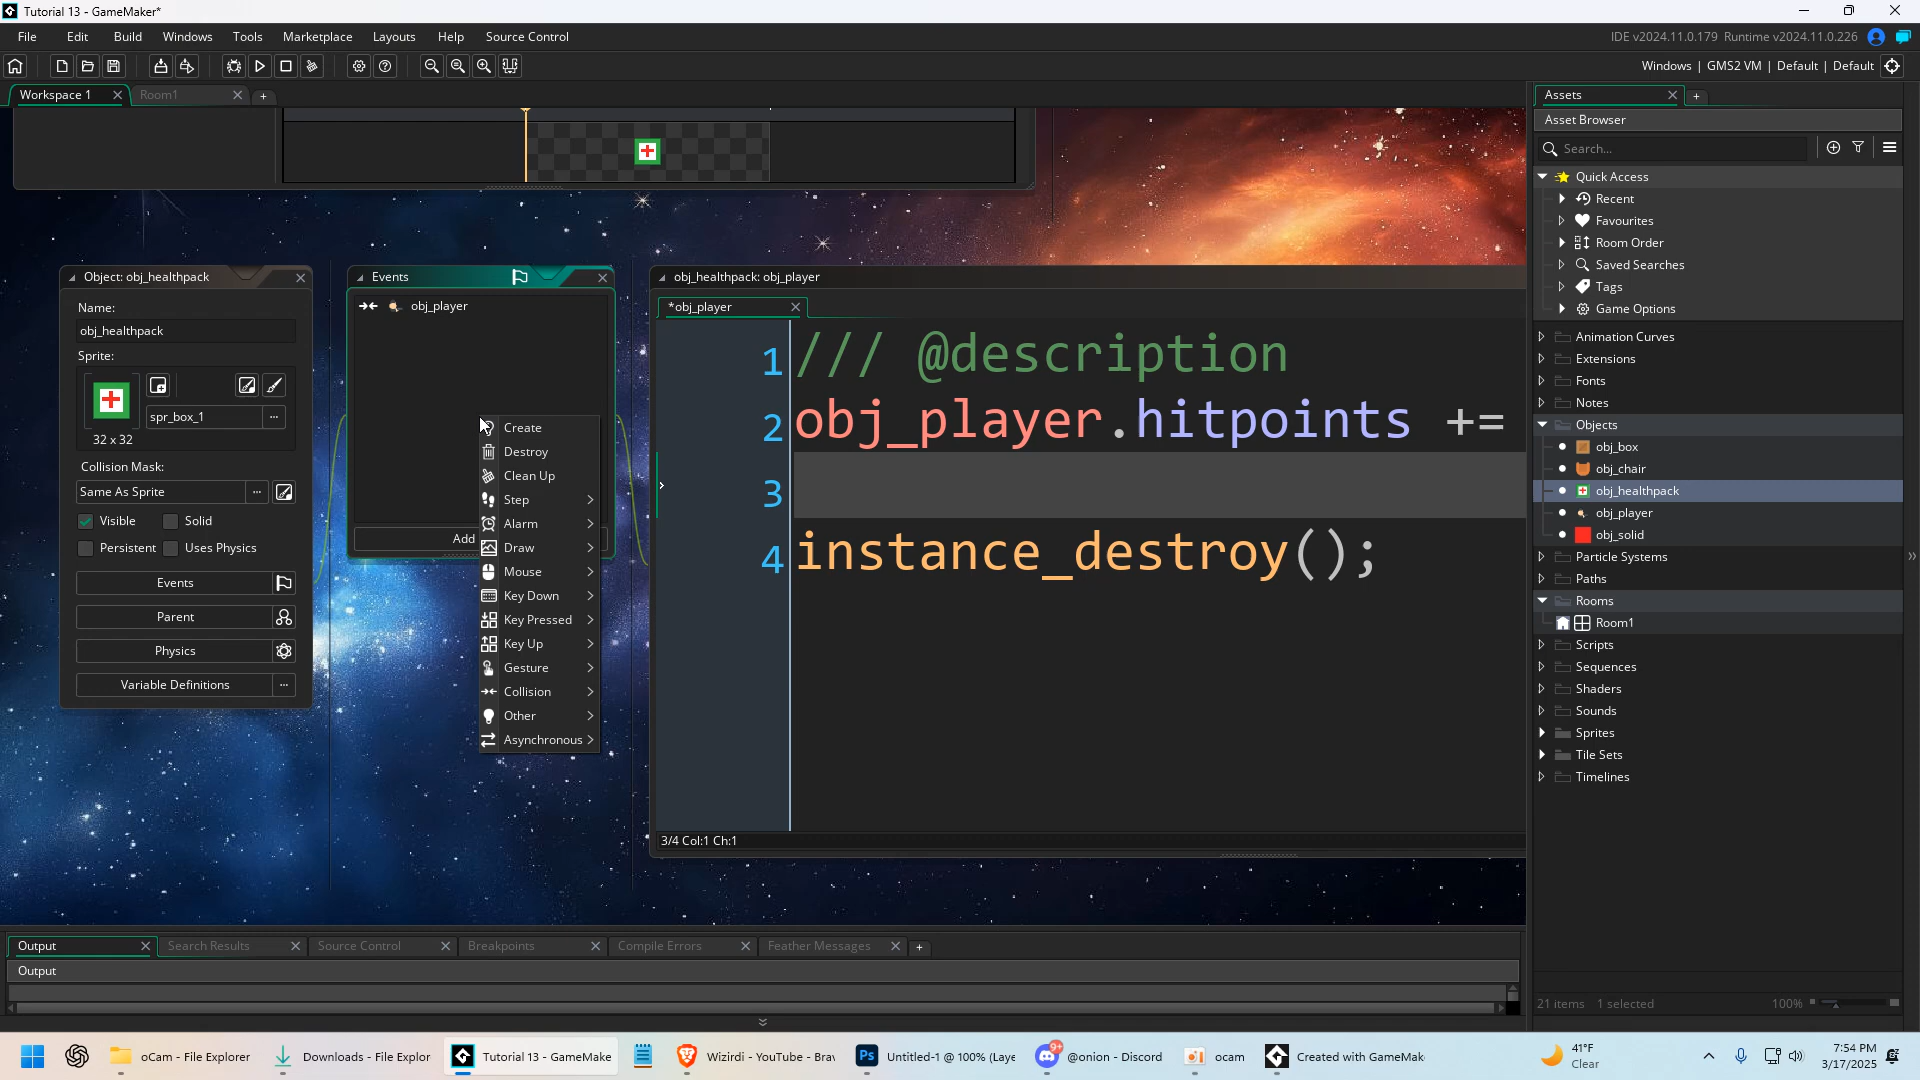 Tutorial 13 - GameMaker*
File Edit Build Windows Tools Marketplace Layouts Help Source Control
IDE v2024.11.0.179 Runtime v2024.11.0.226
Windows | GMS2 VM | Default | Default
Workspace 1
Room1
Object: obj_healthpack
Name:
obj_healthpack
Sprite:
spr_box_1
32 x 32
Collision Mask:
Same As Sprite
Visible
Solid
Persistent
Uses Physics
Events
Parent
Physics
Variable Definitions
Events
obj_player
Add
Create
Destroy
Clean Up
Step
Alarm
Draw
Mouse
Key Down
Key Pressed
Key Up
Gesture
Collision
Other
Asynchronous
obj_healthpack: obj_player
*obj_player
1 /// @description
2 obj_player.hitpoints +=
3
4 instance_destroy();
3/4 Col:1 Ch:1
Assets
Asset Browser
Search...
Quick Access
Recent
Favourites
Room Order
Saved Searches
Tags
Game Options
Animation Curves
Extensions
Fonts
Notes
Objects
obj_box
obj_chair
obj_healthpack
obj_player
obj_solid
Particle Systems
Paths
Rooms
Room1
Scripts
Sequences
Shaders
Sounds
Sprites
Tile Sets
Timelines
21 items 1 selected
100%
Output
Search Results
Source Control
Breakpoints
Compile Errors
Feather Messages
Output
oCam - File Explorer
Downloads - File Explor
Tutorial 13 - GameMake
Wizirdi - YouTube - Brav
Untitled-1 @ 100% (Laye
9+
@onion - Discord
ocam
Created with GameMak
41°F
Clear
7:54 PM
3/17/2025